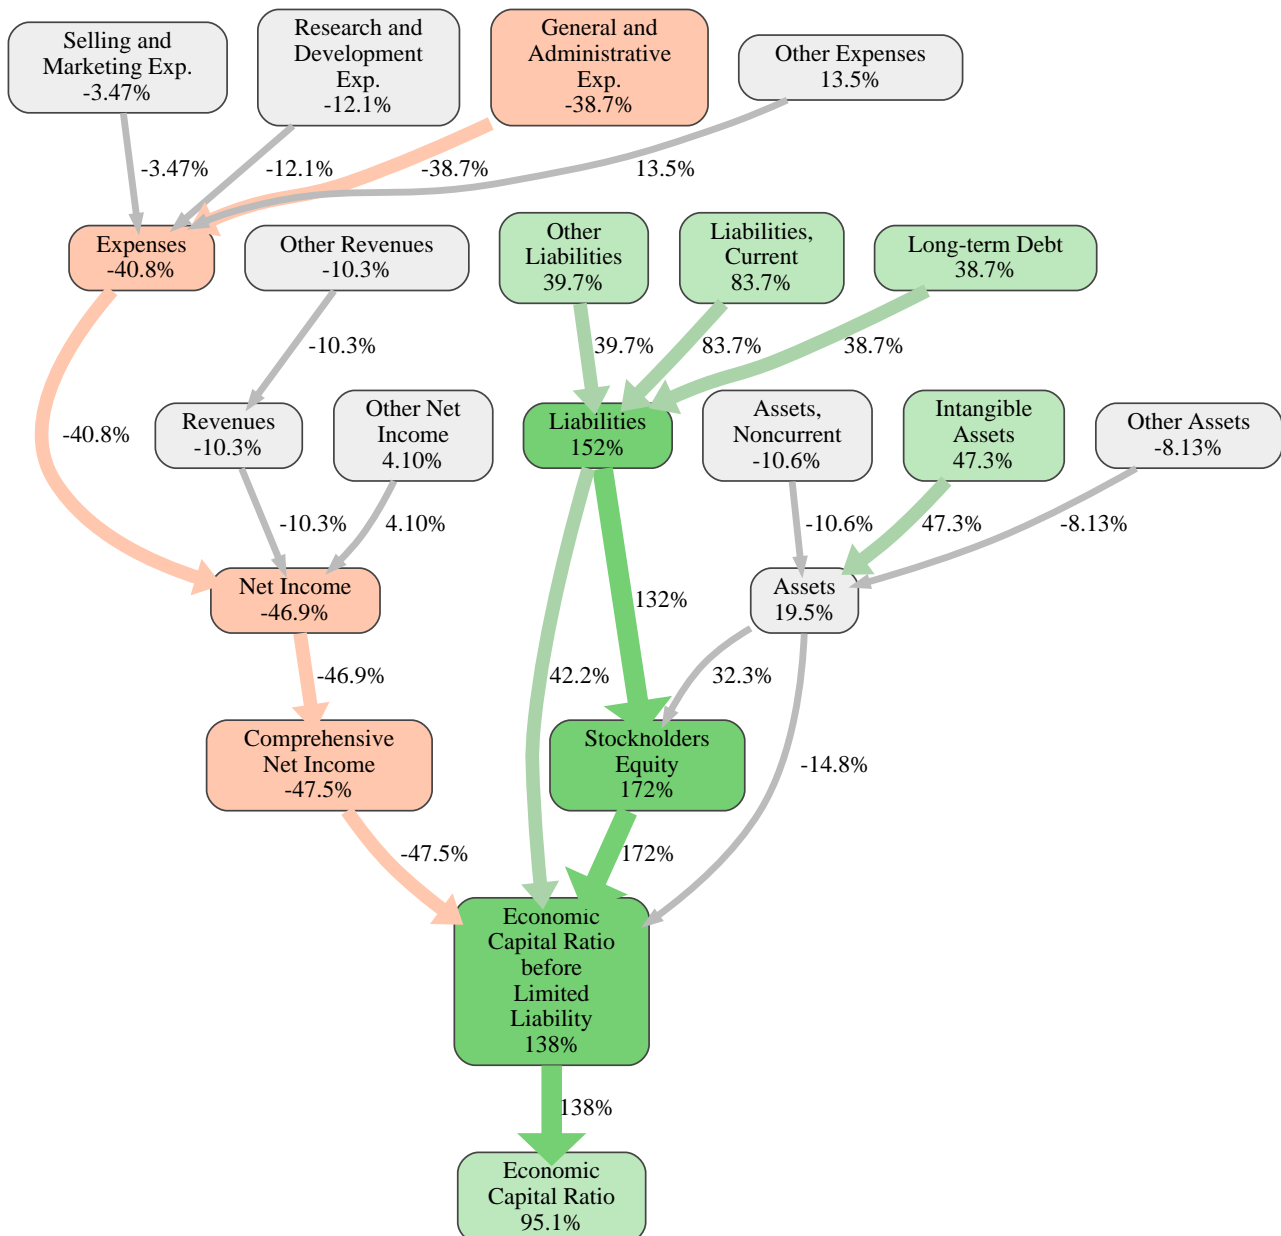 Selling and
Marketing Exp.
-3.47%
Research and
Development
Exp.
-12.1%
General and
Administrative
Exp.
-38.7%
Other Expenses
13.5%
-3.47%
-12.1%
-38.7%
13.5%
Expenses
-40.8%
Other Revenues
-10.3%
Other
Liabilities
39.7%
Liabilities,
Current
83.7%
Long-term Debt
38.7%
-10.3%
39.7%
83.7%
38.7%
-40.8%
Revenues
-10.3%
Other Net
Income
4.10%
Liabilities
152%
Assets,
Noncurrent
-10.6%
Intangible
Assets
47.3%
Other Assets
-8.13%
-10.3%
4.10%
-10.6%
47.3%
-8.13%
Net Income
-46.9%
132%
Assets
19.5%
-46.9%
42.2%
32.3%
Comprehensive
Net Income
-47.5%
Stockholders
Equity
172%
-14.8%
-47.5%
172%
Economic
Capital Ratio
before
Limited
Liability
138%
138%
Economic
Capital Ratio
95.1%